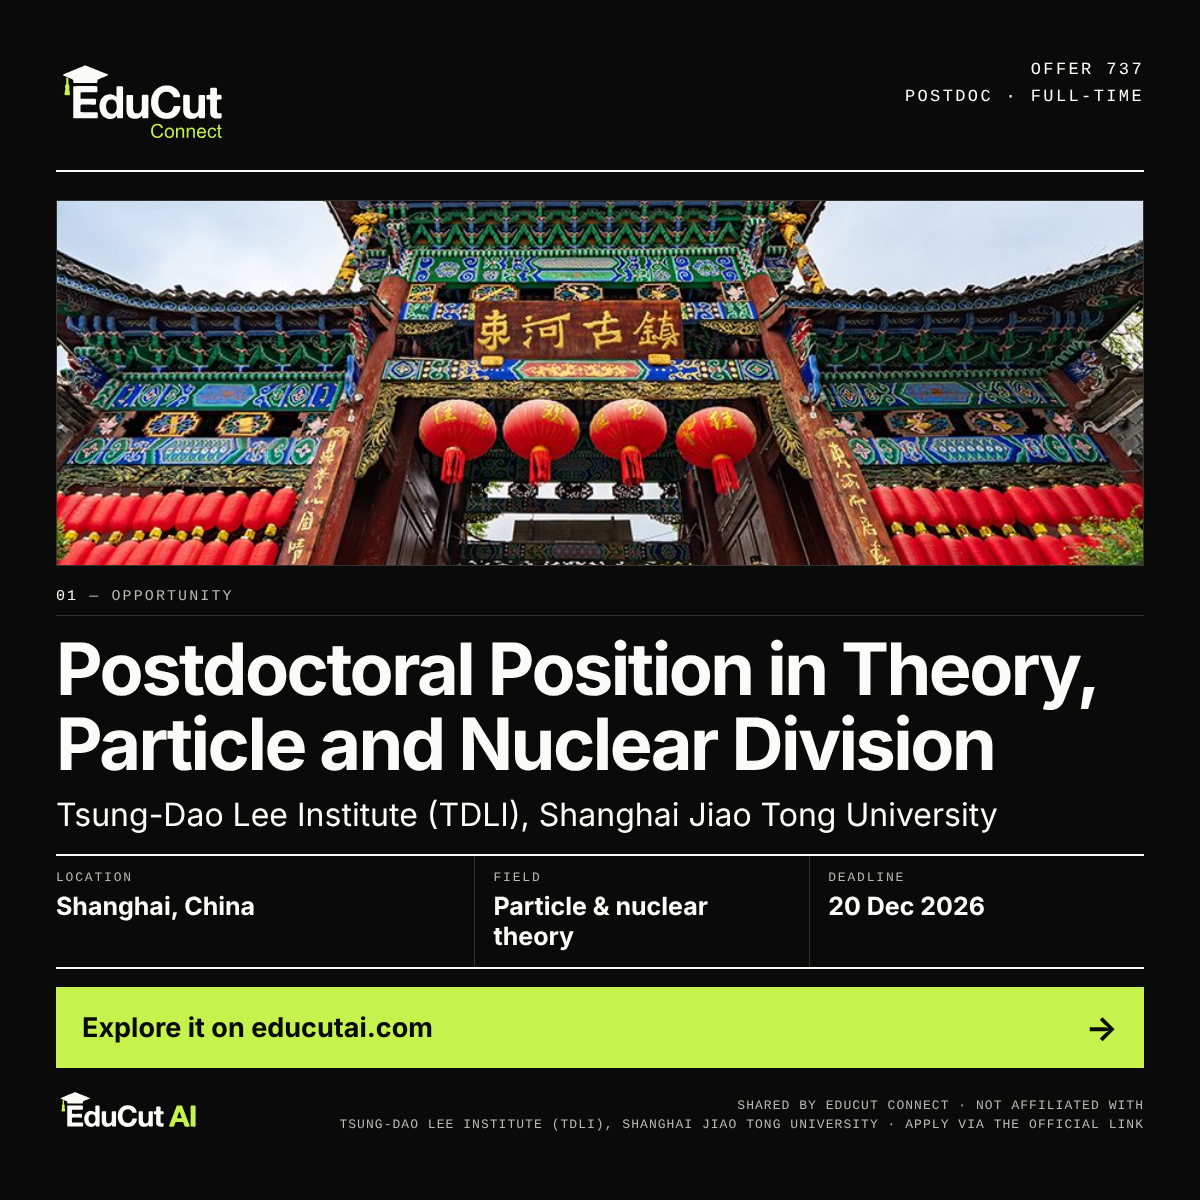 EduCut
Connect
OFFER 737
POSTDOC · FULL-TIME
束河古鎮
01 — OPPORTUNITY
Postdoctoral Position in Theory,
Particle and Nuclear Division
Tsung-Dao Lee Institute (TDLI), Shanghai Jiao Tong University
LOCATION
Shanghai, China
FIELD
Particle & nuclear
theory
DEADLINE
20 Dec 2026
Explore it on educutai.com
→
EduCut AI
SHARED BY EDUCUT CONNECT · NOT AFFILIATED WITH
TSUNG-DAO LEE INSTITUTE (TDLI), SHANGHAI JIAO TONG UNIVERSITY · APPLY VIA THE OFFICIAL LINK